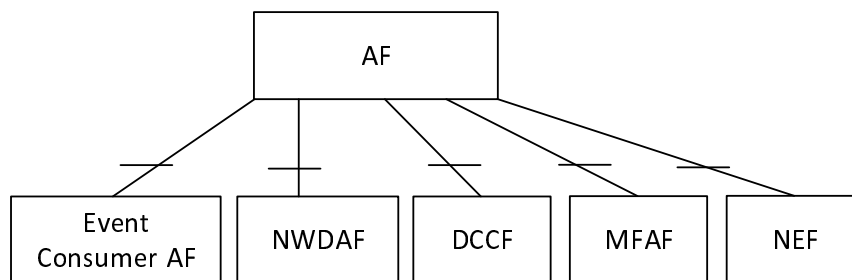 AF
Event
Consumer AF
NWDAF
DCCF
MFAF
NEF